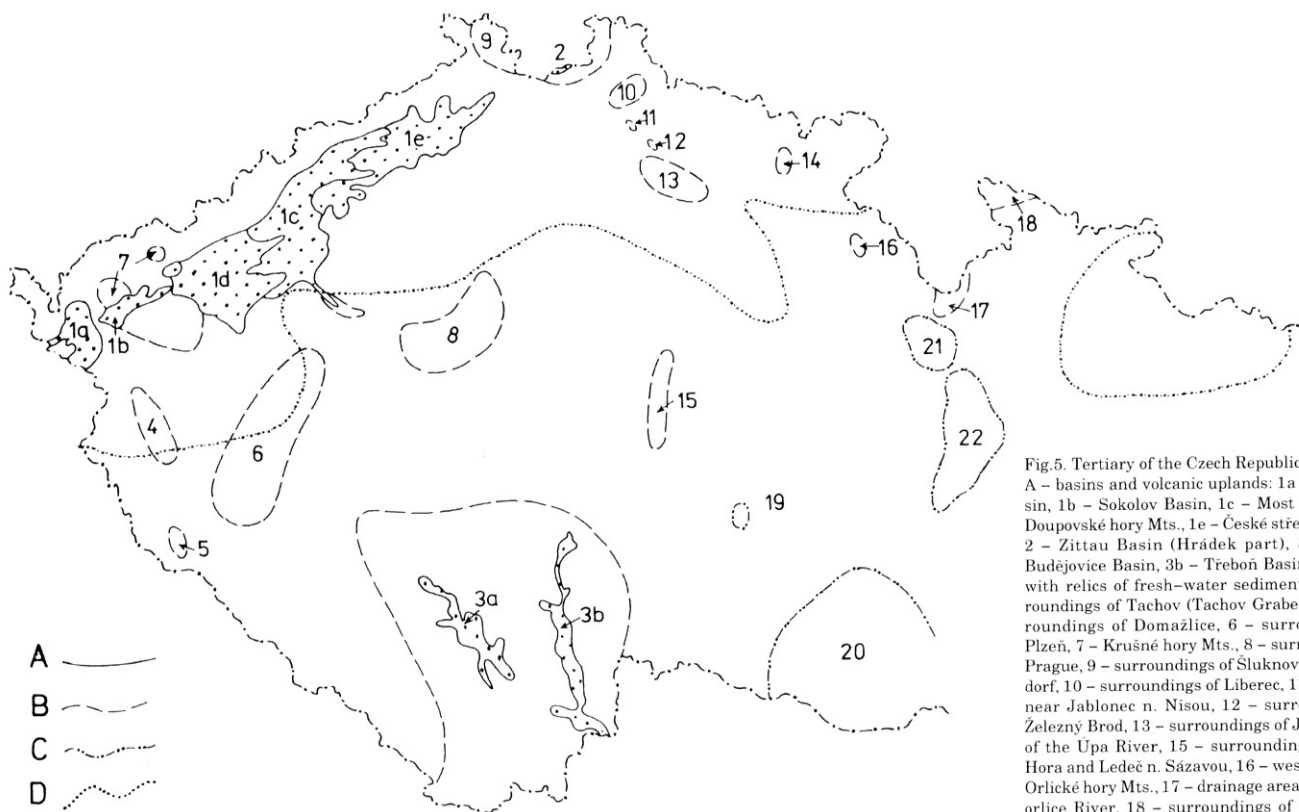 9
2
10
11
1e
12
14
13
1c
18
7
16
1d
17
1a
1b
8
21
15
4
22
6
19
5
3a
3b
20
A
B
C
D
Fig.5. Tertiary of the Czech Republic
A – basins and volcanic uplands: 1a
sin, 1b – Sokolov Basin, 1c – Most
Doupovské hory Mts., 1e – České stře
2 – Zittau Basin (Hrádek part),
Budějovice Basin, 3b – Třeboň Basin
with relics of fresh–water sediment
roundings of Tachov (Tachov Grabe
roundings of Domažlice, 6 – surro
Plzeň, 7 – Krušné hory Mts., 8 – surr
Prague, 9 – surroundings of Šluknov
dorf, 10 – surroundings of Liberec, 1
near Jablonec n. Nisou, 12 – surr
Železný Brod, 13 – surroundings of J
of the Úpa River, 15 – surrounding
Hora and Ledeč n. Sázavou, 16 – wes
Orlické hory Mts., 17 – drainage area
orlice River, 18 – surroundings of